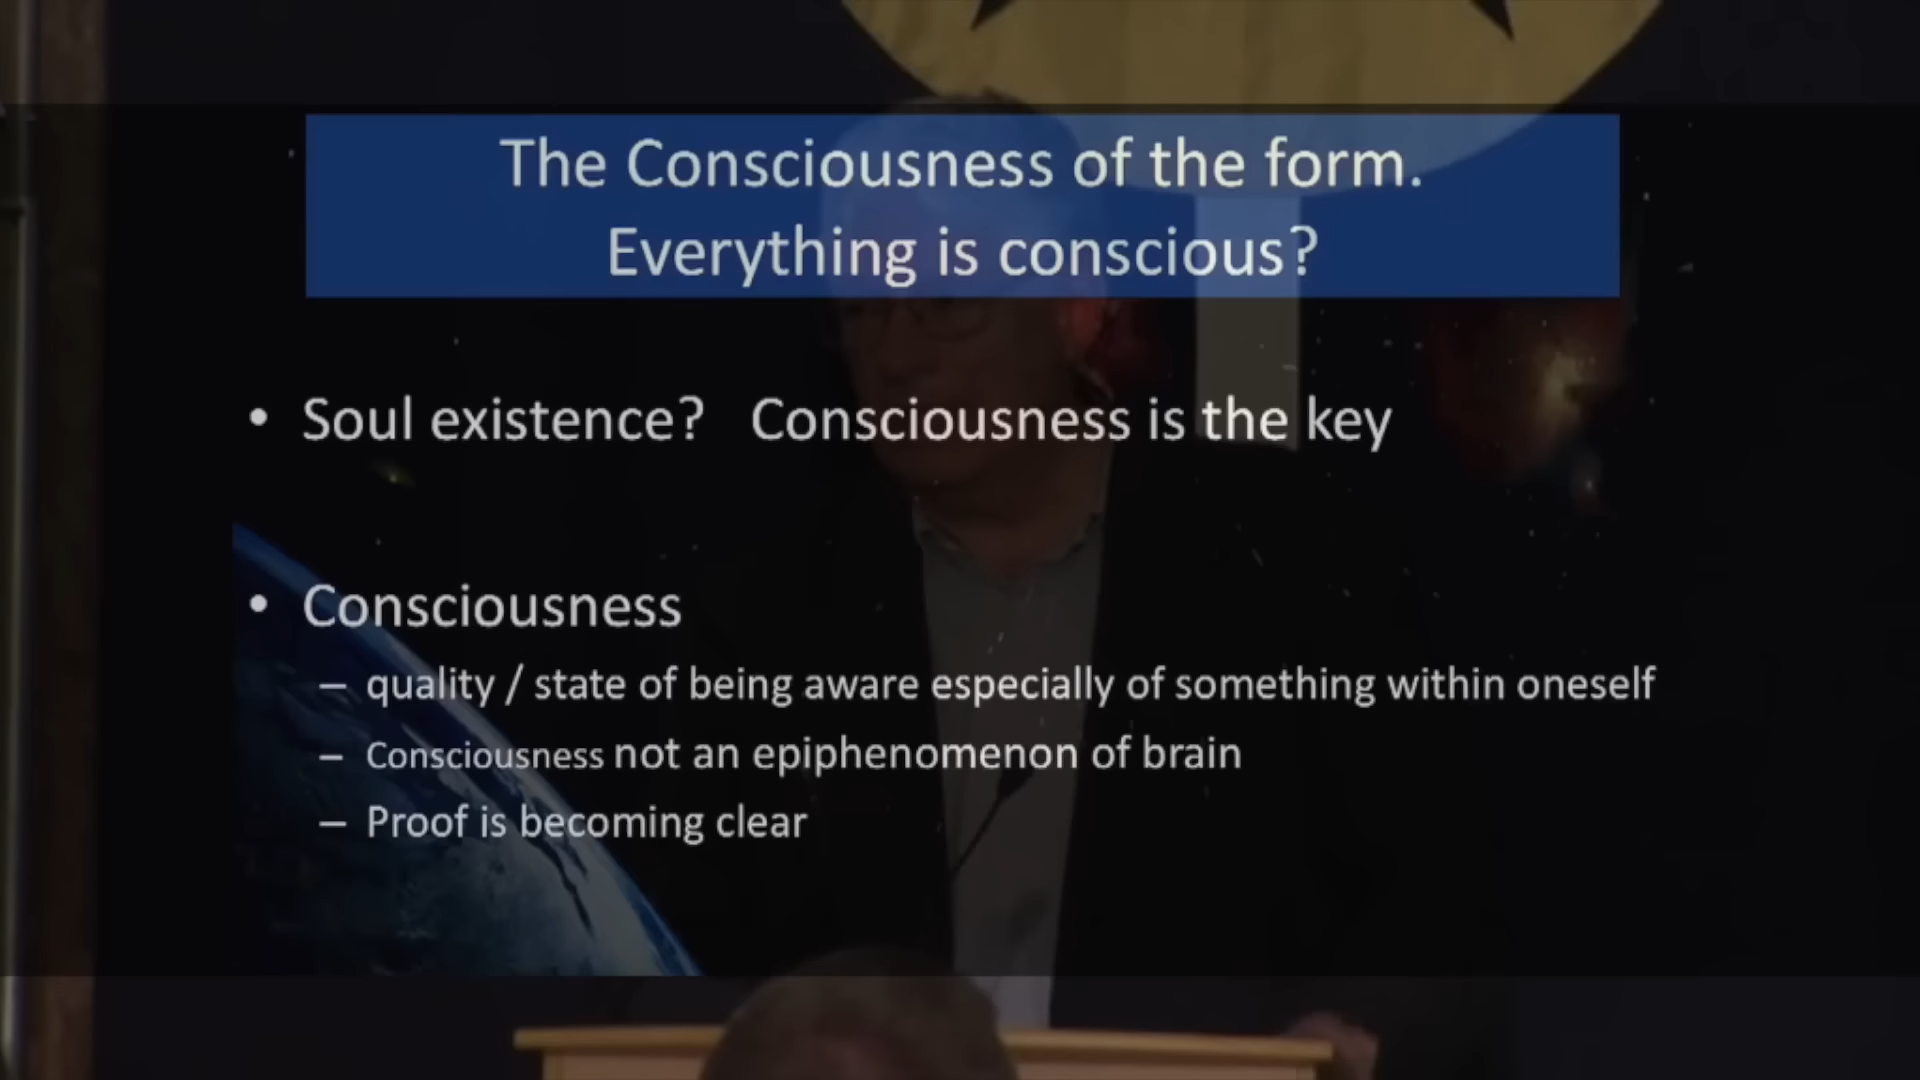 The Consciousness of the form.
Everything is conscious?
• Soul existence? Consciousness is the key
• Consciousness
– quality / state of being aware especially of something within oneself
– Consciousness not an epiphenomenon of brain
– Proof is becoming clear